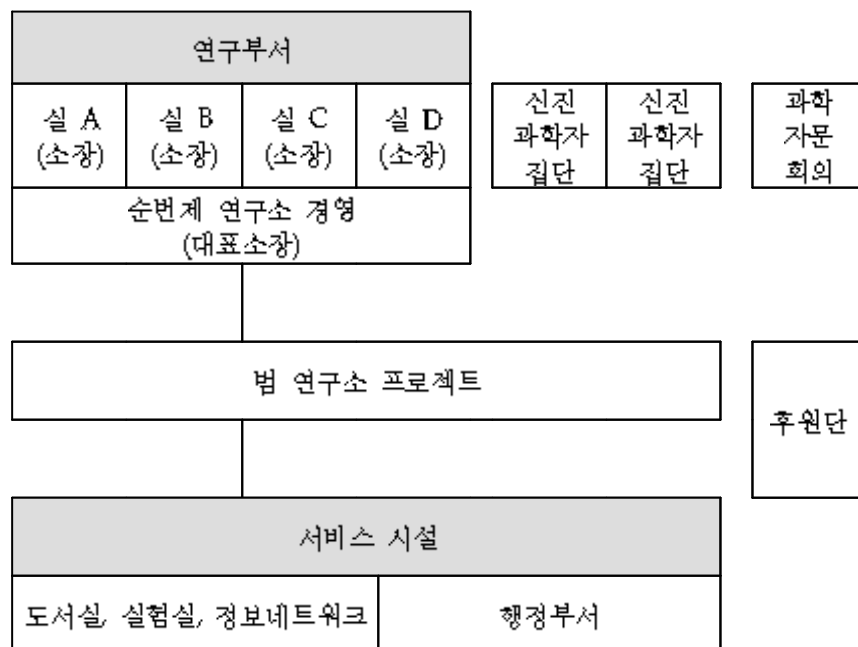 연구부서
실 A
(소장)
실 B
(소장)
실 C
(소장)
실 D
(소장)
신진
과학자
집단
신진
과학자
집단
과학
자문
회의
순번제 연구소 경영
(대표소장)
범 연구소 프로젝트
후원단
서비스 시설
도서실, 실험실, 정보네트워크
행정부서